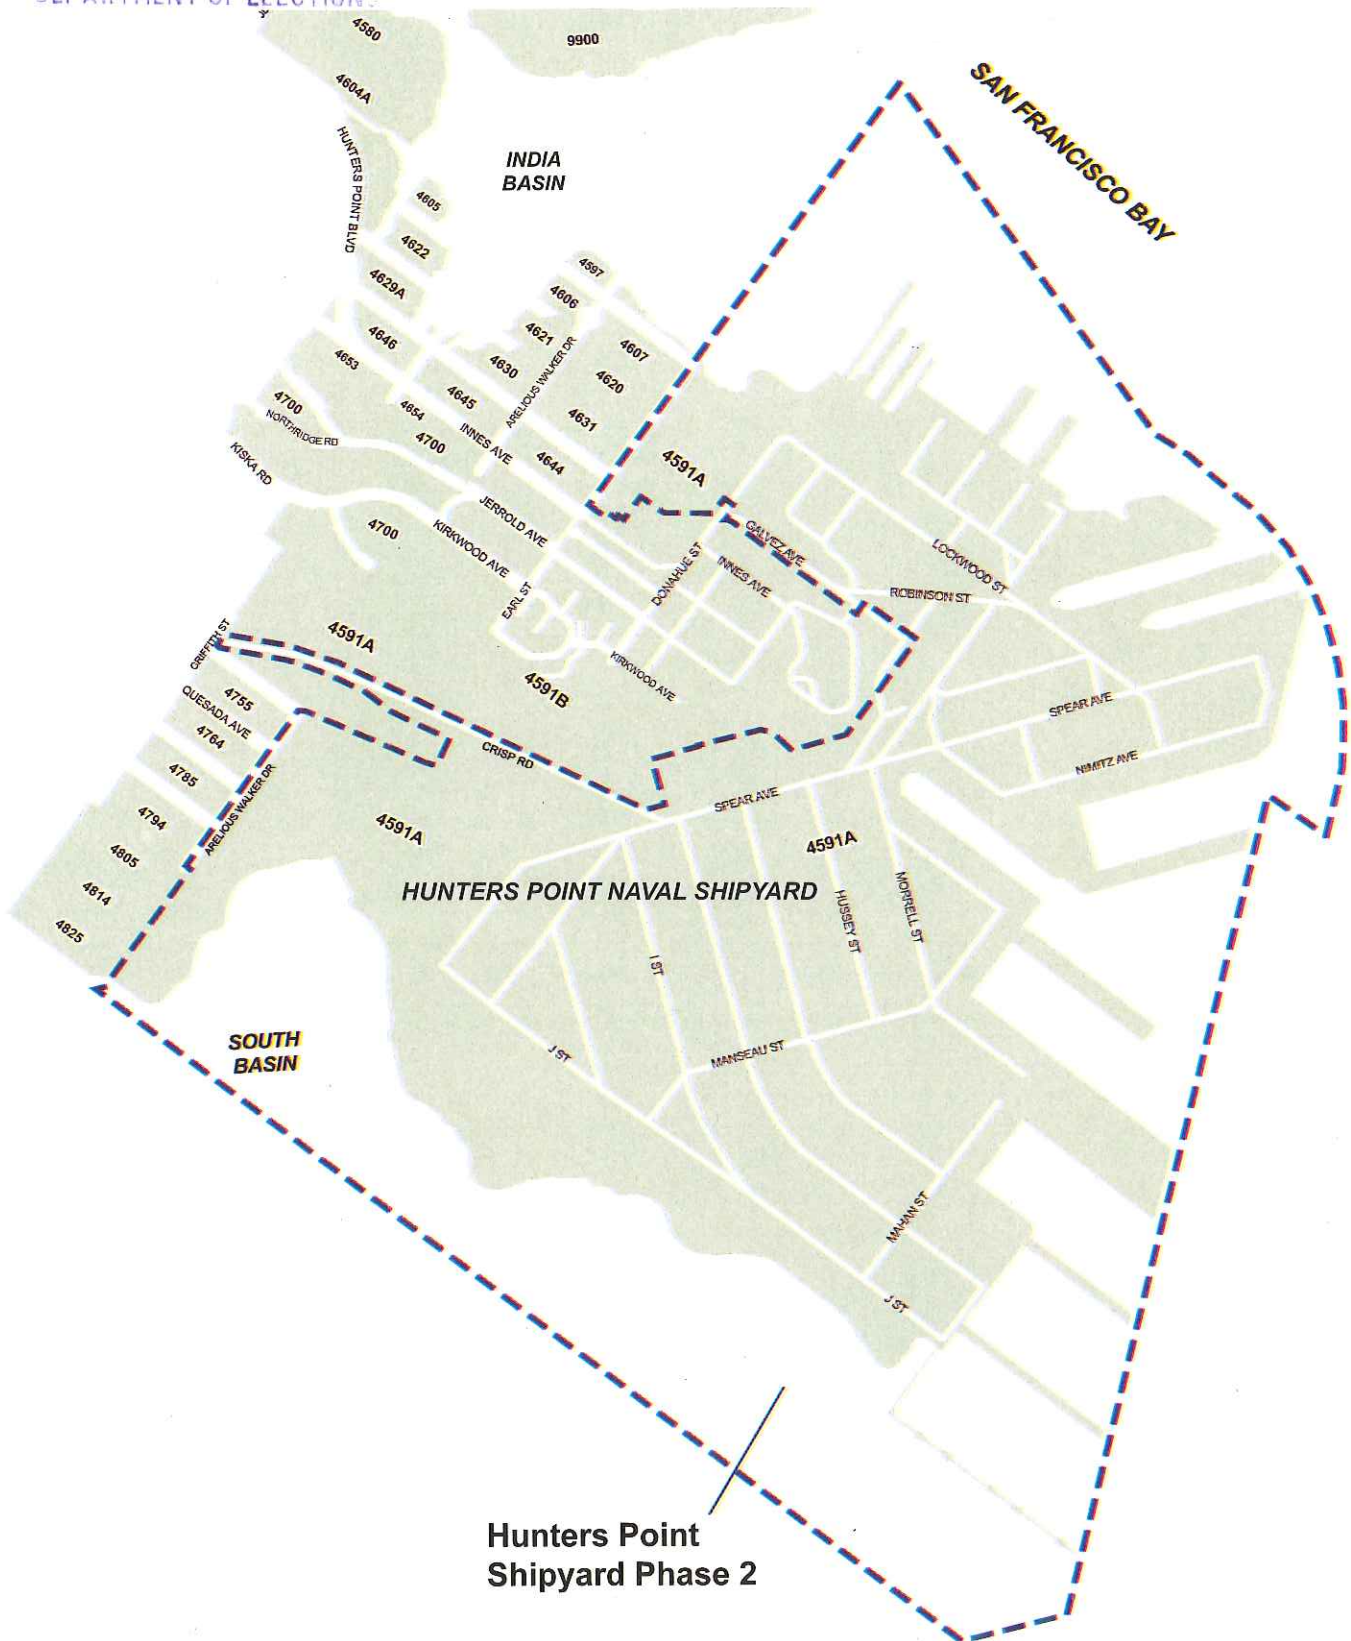 DEPARTMENT OF ELECTIONS
4580
9900
4604A
SAN FRANCISCO BAY
HUNTERS POINT BLVD
INDIA
BASIN
4605
4622
4597
4629A
4606
4646
4621
4607
4653
4630
4620
ARELIOUS WALKER DR
4700
4645
4654
4631
NORTHRIDGE RD
4700
INNES AVE
KISKA RD
4644
4591A
JERROLD AVE
4700
KIRKWOOD AVE
GALVEZ AVE
LOCKWOOD ST
INNES AVE
DONAHUE ST
EARL ST
ROBINSON ST
GRIFFITH ST
4591A
KIRKWOOD AVE
4591B
4755
QUESADA AVE
SPEAR AVE
4764
CRISP RD
NIMITZ AVE
4785
ARELIOUS WALKER DR
SPEAR AVE
4794
4591A
4591A
4805
HUNTERS POINT NAVAL SHIPYARD
4814
MORRELL ST
HUSSEY ST
4825
I ST
SOUTH
BASIN
J ST
MANSEAU ST
MAHAN ST
J ST
Hunters Point
Shipyard Phase 2